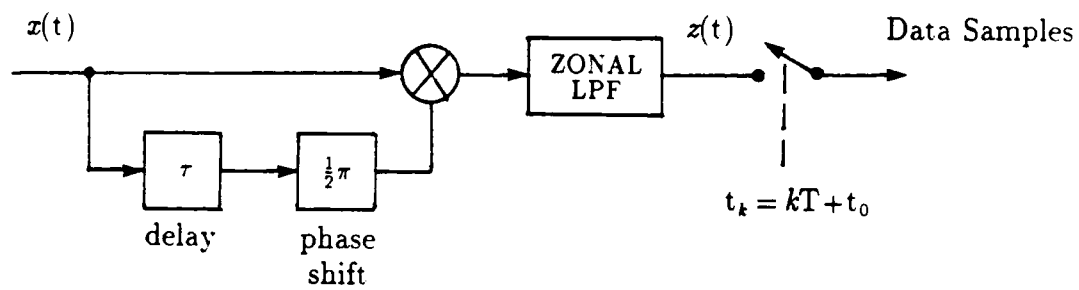 x(t)
z(t)
Data Samples
ZONAL
LPF
τ
½π
t_k = kT + t_0
delay
phase
shift